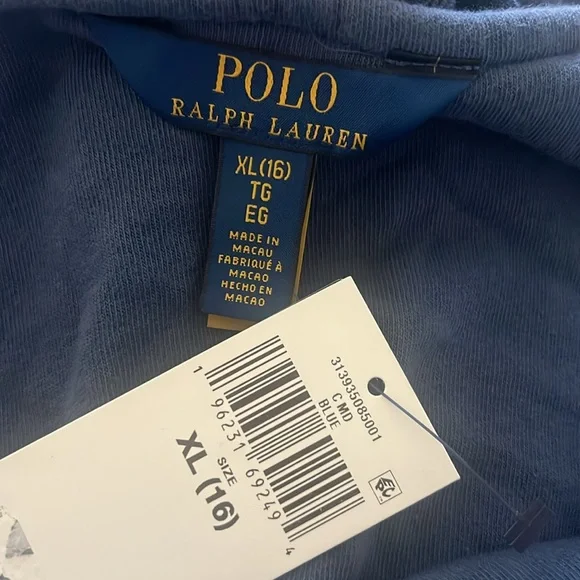 POLO
RALPH LAUREN
XL(16)
TG
EG
MADE IN
MACAU
FABRIQUÉ À
MACAO
HECHO EN
MACAO
313935085001
C MD
BLUE
1 96231 69249 4
SIZE
XL (16)